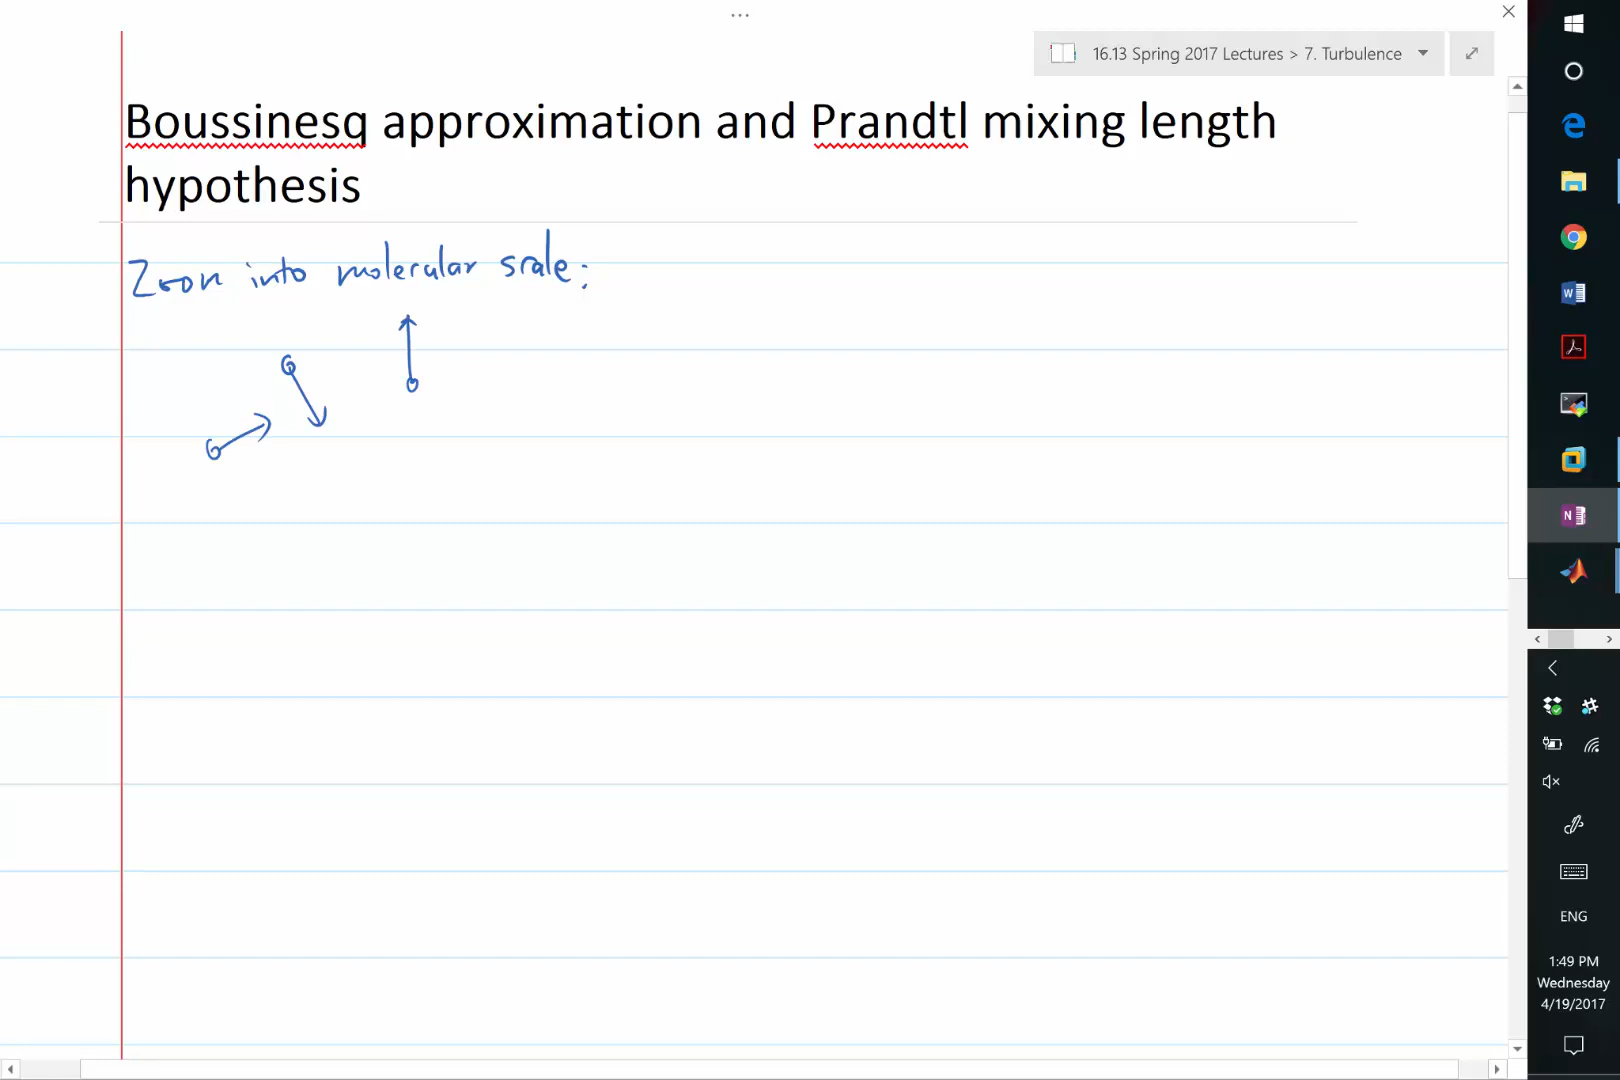 16.13 Spring 2017 Lectures > 7. Turbulence
Boussinesq approximation and Prandtl mixing length
hypothesis
Zoom into molecular scale:
ENG
1:49 PM
Wednesday
4/19/2017